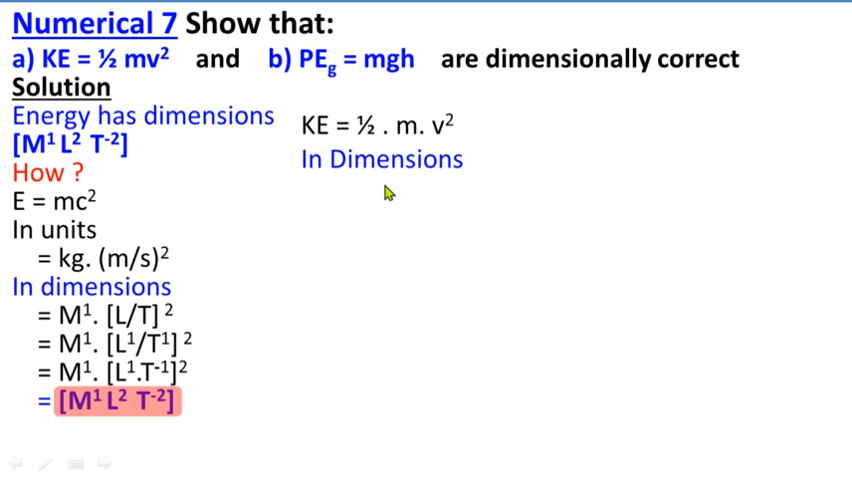 Numerical 7 Show that:
a) KE = ½ mv² and b) PEg = mgh are dimensionally correct
Solution
Energy has dimensions
[M¹ L² T⁻²]
How ?
E = mc²
In units
= kg. (m/s)²
In dimensions
= M¹. [L/T] ²
= M¹. [L¹/T¹] ²
= M¹. [L¹.T⁻¹]²
= [M¹ L² T⁻²]
KE = ½ . m. v²
In Dimensions